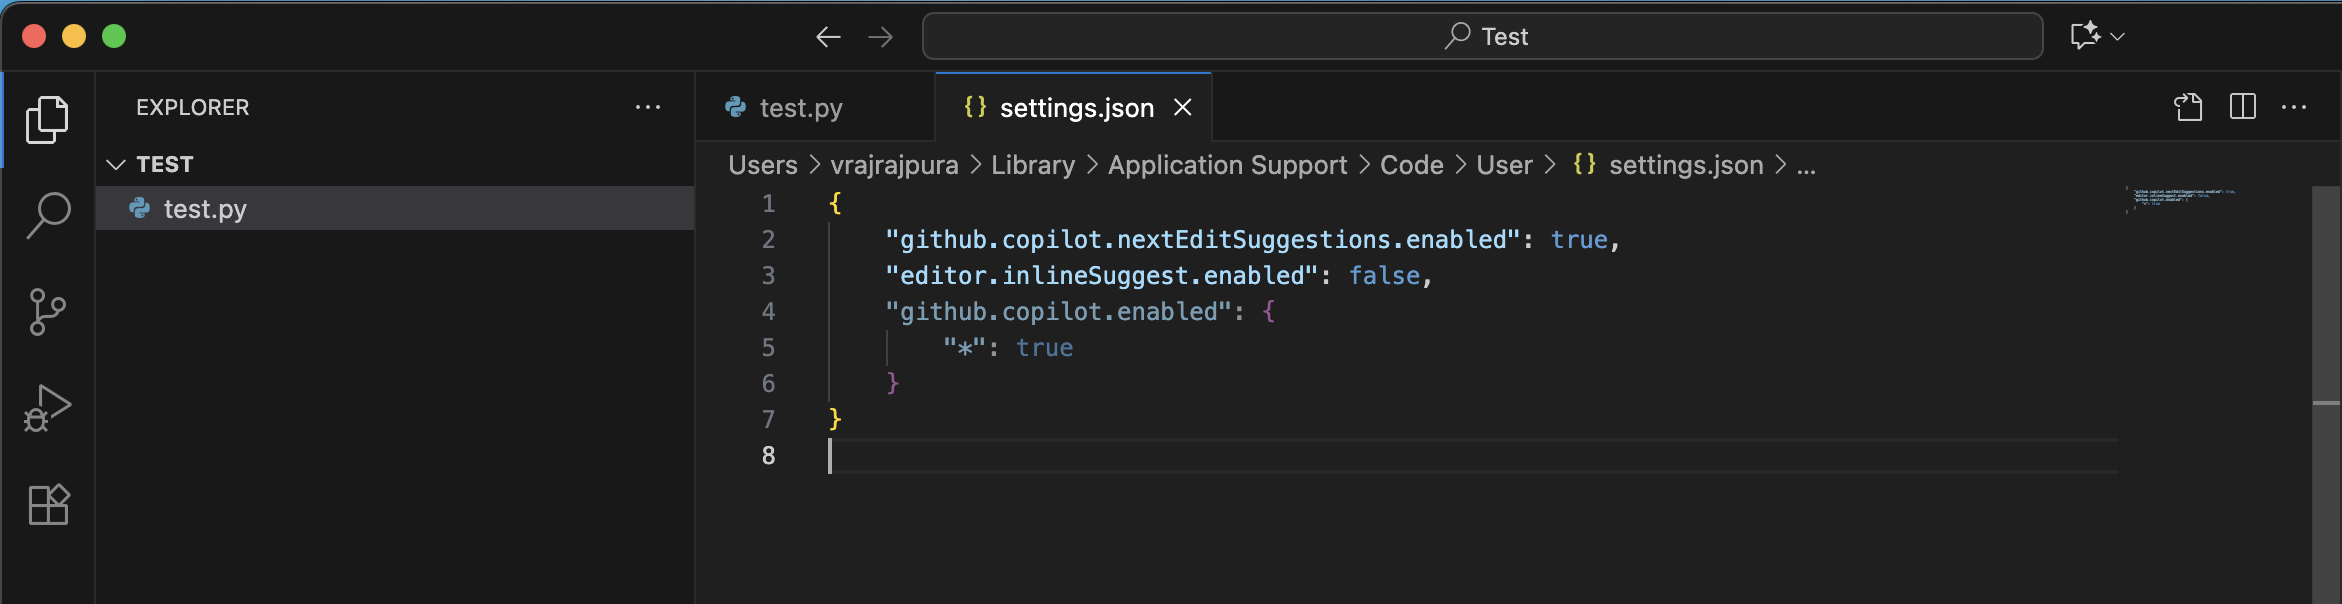 Test
EXPLORER
TEST
test.py
test.py
settings.json
Users > vrajrajpura > Library > Application Support > Code > User > {} settings.json > ...
1 {
2 "github.copilot.nextEditSuggestions.enabled": true,
3 "editor.inlineSuggest.enabled": false,
4 "github.copilot.enabled": {
5 "*": true
6 }
7 }
8